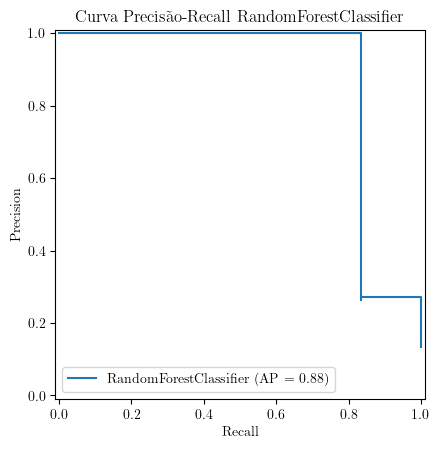 Curva Precisão-Recall RandomForestClassifier
1.0
0.8
0.6
0.4
0.2
0.0
Precision
RandomForestClassifier (AP = 0.88)
0.0 0.2 0.4 0.6 0.8 1.0
Recall